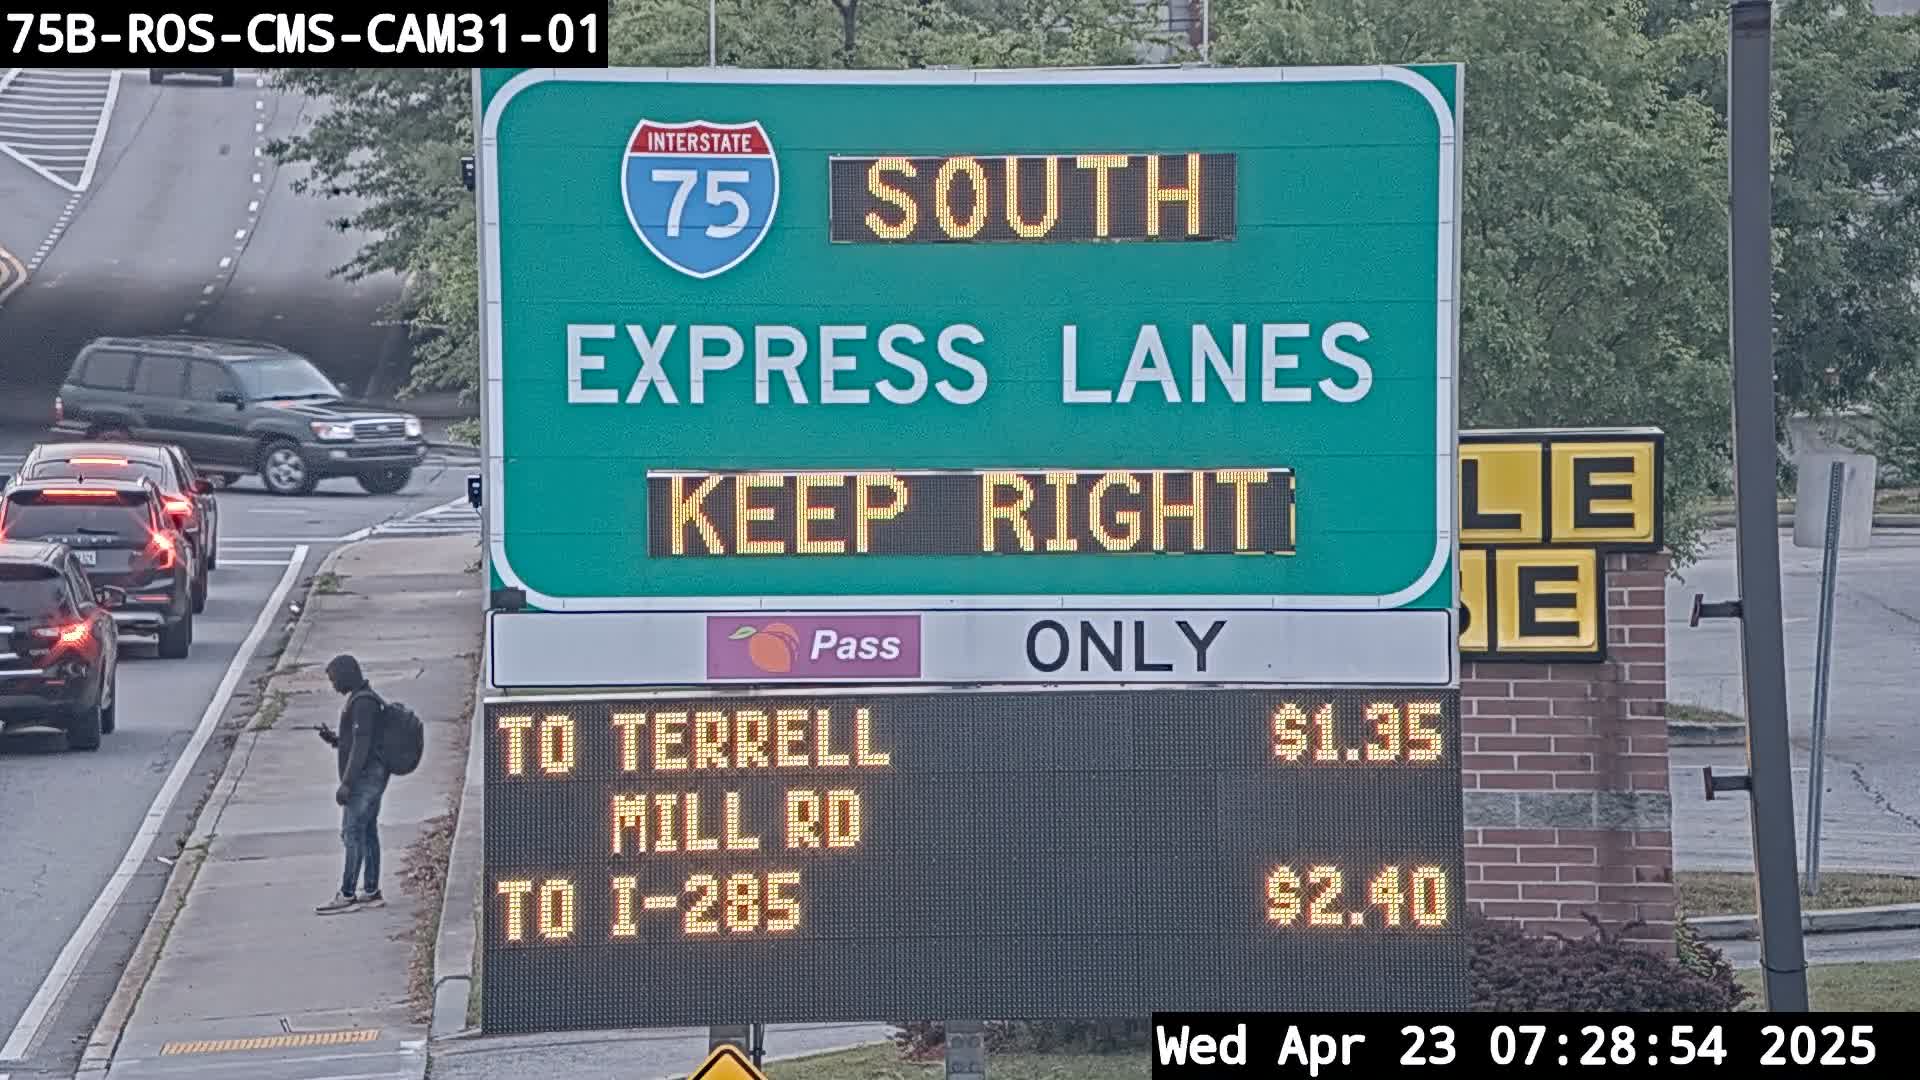 75B-ROS-CMS-CAM31-01
INTERSTATE
75
SOUTH
EXPRESS LANES
KEEP RIGHT
LE
E
Pass ONLY
TO TERRELL $1.35
MILL RD
TO I-285 $2.40
Wed Apr 23 07:28:54 2025